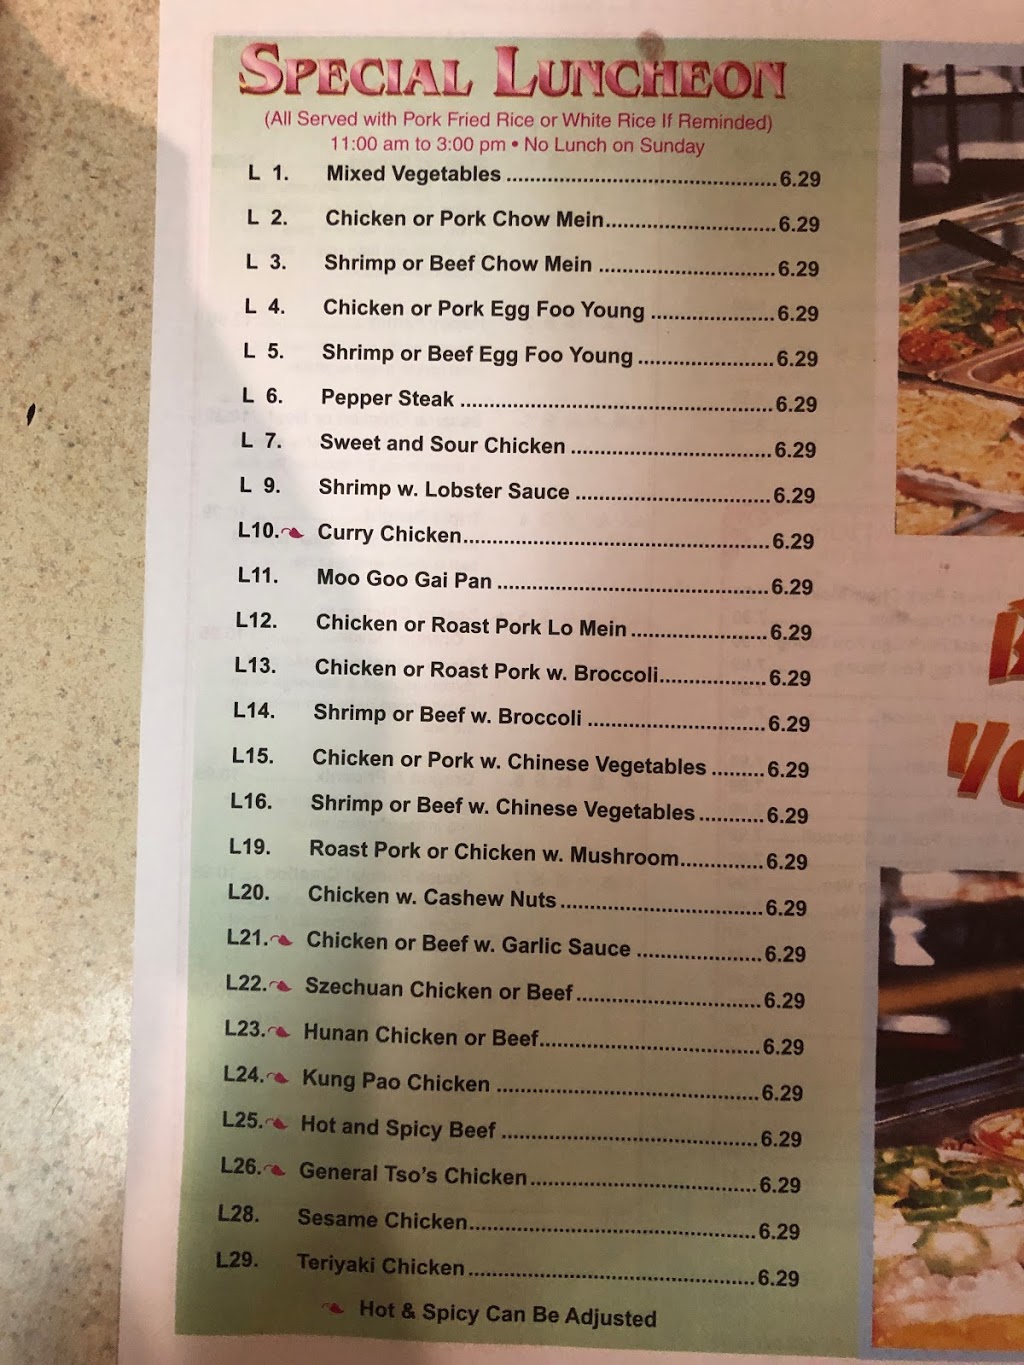 SPECIAL LUNCHEON
(All Served with Pork Fried Rice or White Rice If Reminded)
11:00 am to 3:00 pm • No Lunch on Sunday
L 1. Mixed Vegetables 6.29
L 2. Chicken or Pork Chow Mein 6.29
L 3. Shrimp or Beef Chow Mein 6.29
L 4. Chicken or Pork Egg Foo Young 6.29
L 5. Shrimp or Beef Egg Foo Young 6.29
L 6. Pepper Steak 6.29
L 7. Sweet and Sour Chicken 6.29
L 9. Shrimp w. Lobster Sauce 6.29
L10. Curry Chicken 6.29
L11. Moo Goo Gai Pan 6.29
L12. Chicken or Roast Pork Lo Mein 6.29
L13. Chicken or Roast Pork w. Broccoli 6.29
L14. Shrimp or Beef w. Broccoli 6.29
L15. Chicken or Pork w. Chinese Vegetables 6.29
L16. Shrimp or Beef w. Chinese Vegetables 6.29
L19. Roast Pork or Chicken w. Mushroom 6.29
L20. Chicken w. Cashew Nuts 6.29
L21. Chicken or Beef w. Garlic Sauce 6.29
L22. Szechuan Chicken or Beef 6.29
L23. Hunan Chicken or Beef 6.29
L24. Kung Pao Chicken 6.29
L25. Hot and Spicy Beef 6.29
L26. General Tso's Chicken 6.29
L28. Sesame Chicken 6.29
L29. Teriyaki Chicken 6.29
Hot & Spicy Can Be Adjusted